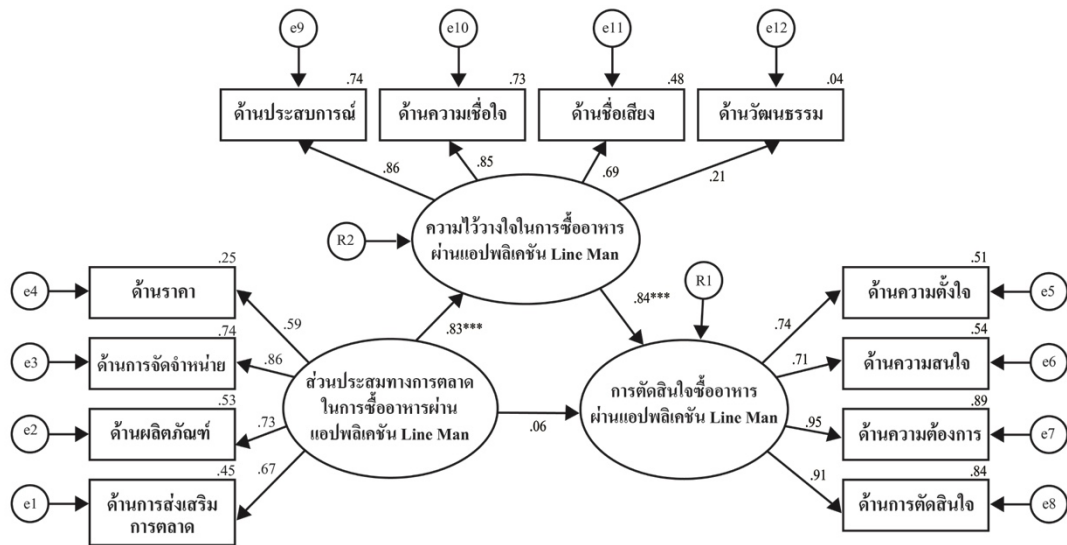 e9
e10
e11
e12
.74
.73
.48
.04
ด้านประสบการณ์
ด้านความเชื่อใจ
ด้านชื่อเสียง
ด้านวัฒนธรรม
.86
.85
.69
.21
R2
ความไว้วางใจในการซื้ออาหาร
ผ่านแอปพลิเคชัน Line Man
.25
e4
ด้านราคา
.59
.74
e3
ด้านการจัดจำหน่าย
.86
.53
e2
ด้านผลิตภัณฑ์
.73
.45
e1
ด้านการส่งเสริม
การตลาด
.67
.83***
ส่วนประสมทางการตลาด
ในการซื้ออาหารผ่าน
แอปพลิเคชัน Line Man
.84***
.06
R1
การตัดสินใจซื้ออาหาร
ผ่านแอปพลิเคชัน Line Man
.51
.74
ด้านความตั้งใจ
e5
.54
.71
ด้านความสนใจ
e6
.89
.95
ด้านความต้องการ
e7
.84
.91
ด้านการตัดสินใจ
e8